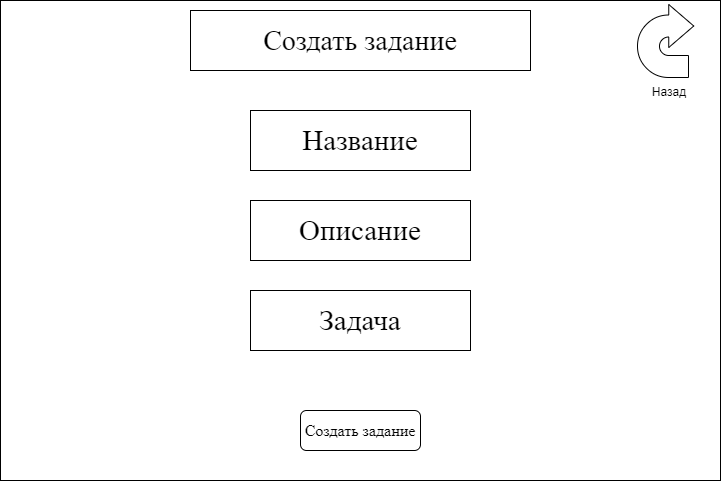 Создать задание
Назад
Название
Описание
Задача
Создать задание